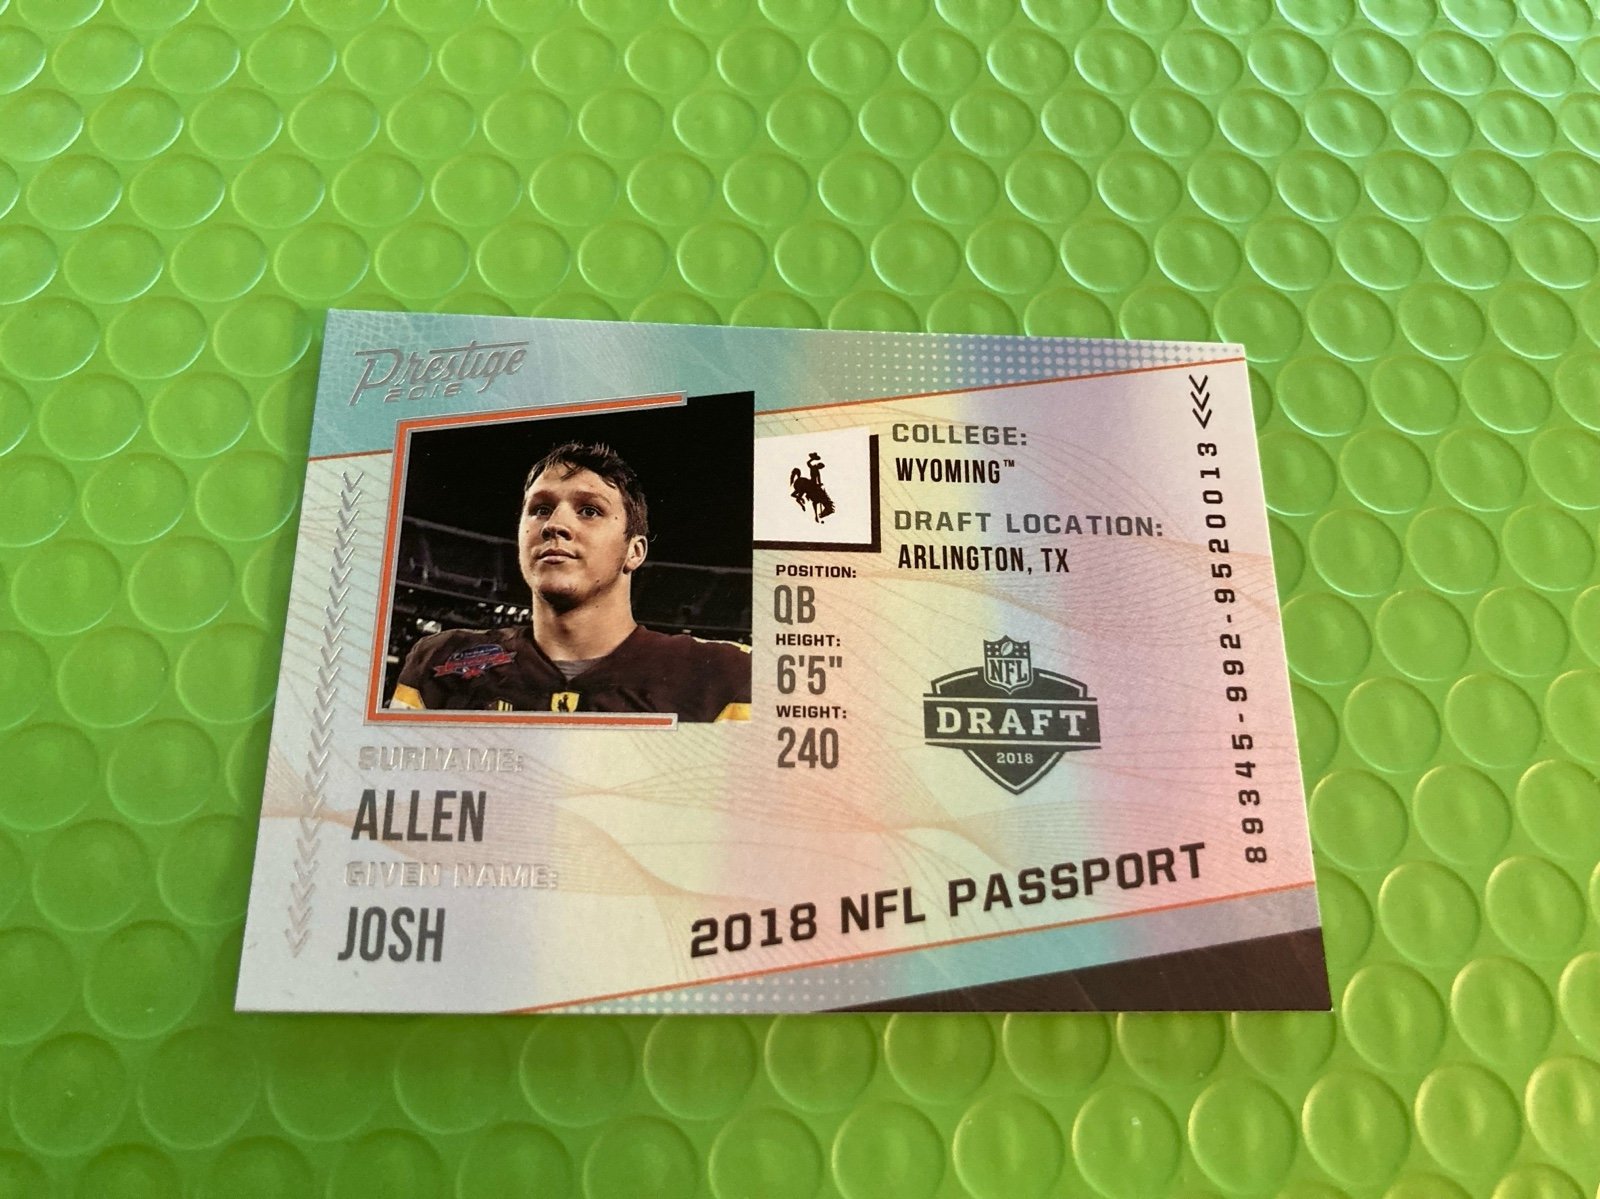 Prestige
2018
COLLEGE:
WYOMING™
DRAFT LOCATION:
ARLINGTON, TX
POSITION:
QB
HEIGHT:
6'5"
WEIGHT:
240
NFL
DRAFT
2018
SURNAME:
ALLEN
GIVEN NAME:
JOSH
2018 NFL PASSPORT
89345-992-9520013